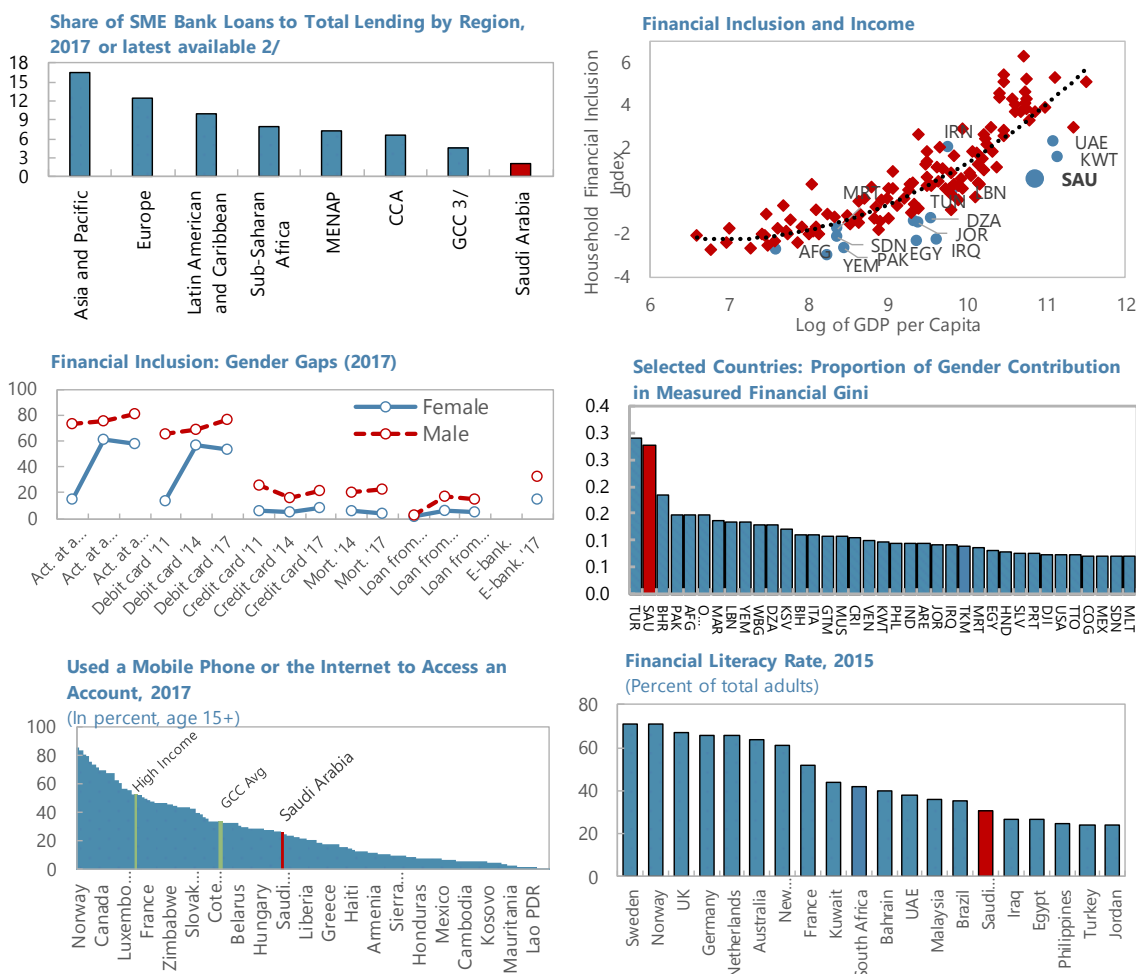 Share of SME Bank Loans to Total Lending by Region,
2017 or latest available 2/
18
15
12
9
6
3
0
Asia and Pacific
Europe
Latin American
and Caribbean
Sub-Saharan
Africa
MENAP
CCA
GCC 3/
Saudi Arabia
Financial Inclusion and Income
Household Financial Inclusion
Index
6
4
2
0
-2
-4
IRN
UAE
KWT
SAU
MRT
LBN
TUN
DZA
JOR
AFG
SDN
EGY
IRQ
YEM
PAK
6 7 8 9 10 11 12
Log of GDP per Capita
Financial Inclusion: Gender Gaps (2017)
100
80
60
40
20
0
Female
Male
Act. at a...
Act. at a...
Act. at a...
Debit card '11
Debit card '14
Debit card '17
Credit card '11
Credit card '14
Credit card '17
Mort. '14
Mort. '17
Loan from...
Loan from...
Loan from...
E-bank.
E-bank. '17
Selected Countries: Proportion of Gender Contribution
in Measured Financial Gini
0.4
0.3
0.3
0.2
0.2
0.1
0.1
0.0
TUR
SAU
BHR
PAK
AFG
O...
MAR
LBN
YEM
WBG
DZA
KSV
BIH
ITA
GTM
MUS
CRI
VEN
KWT
PHL
IND
ARE
JOR
IRQ
TKM
MRT
EGY
HND
SLV
PRT
DJI
USA
TTO
COG
MEX
SDN
MLT
Used a Mobile Phone or the Internet to Access an
Account, 2017
(In percent, age 15+)
100
80
60
40
20
0
High Income
GCC Avg
Saudi Arabia
Norway
Canada
Luxembo...
France
Zimbabwe
Slovak...
Cote...
Belarus
Hungary
Saudi...
Liberia
Greece
Haiti
Armenia
Sierra...
Honduras
Mexico
Cambodia
Kosovo
Mauritania
Lao PDR
Financial Literacy Rate, 2015
(Percent of total adults)
80
60
40
20
0
Sweden
Norway
UK
Germany
Netherlands
Australia
New...
France
Kuwait
South Africa
Bahrain
UAE
Malaysia
Brazil
Saudi...
Iraq
Egypt
Philippines
Turkey
Jordan